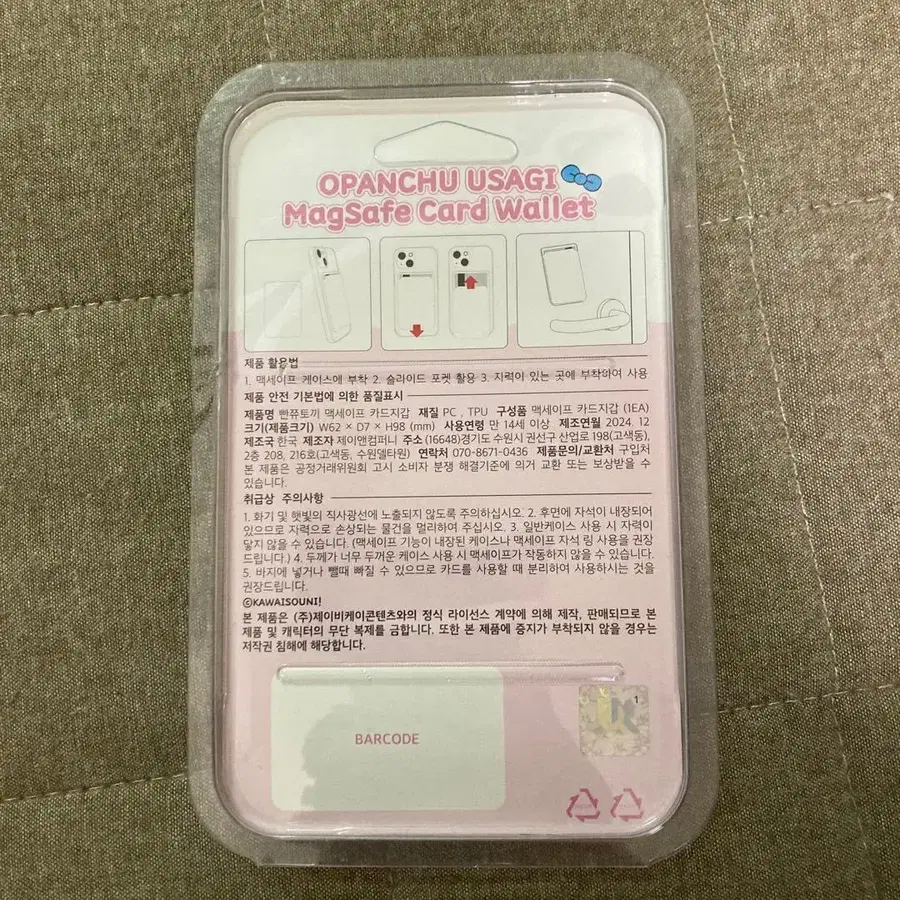 OPANCHU USAGI
MagSafe Card Wallet
제품 활용법
1. 맥세이프 케이스에 부착 2. 슬라이드 포켓 활용 3. 자력이 있는 곳에 부착하여 사용
제품 안전 기본법에 의한 품질표시
제품명 빤쮸토끼 맥세이프 카드지갑 재질 PC , TPU 구성품 맥세이프 카드지갑 (1EA)
크기(제품크기) W62 × D7 × H98 (mm) 사용연령 만 14세 이상 제조연월 2024. 12
제조국 한국 제조자 제이앤컴퍼니 주소 (16648)경기도 수원시 권선구 산업로 198(고색동),
2층 208, 216호(고색동, 수원델타원) 연락처 070-8671-0436 제품문의/교환처 구입처
본 제품은 공정거래위원회 고시 소비자 분쟁 해결기준에 의거 교환 또는 보상받을 수
있습니다.
취급상 주의사항
1. 화기 및 햇빛의 직사광선에 노출되지 않도록 주의하십시오. 2. 후면에 자석이 내장되어
있으므로 자력으로 손상되는 물건을 멀리하여 주십시오. 3. 일반케이스 사용 시 자력이
닿지 않을 수 있습니다. (맥세이프 기능이 내장된 케이스나 맥세이프 자석 링 사용을 권장
드립니다.) 4. 두께가 너무 두꺼운 케이스 사용 시 맥세이프가 작동하지 않을 수 있습니다.
5. 바지에 넣거나 뺄때 빠질 수 있으므로 카드를 사용할 때 분리하여 사용하시는 것을
권장드립니다.
©KAWAISOUNI!
본 제품은 (주)제이비케이콘텐츠와의 정식 라이선스 계약에 의해 제작, 판매되므로 본
제품 및 캐릭터의 무단 복제를 금합니다. 또한 본 제품에 증지가 부착되지 않을 경우는
저작권 침해에 해당합니다.
BARCODE
1